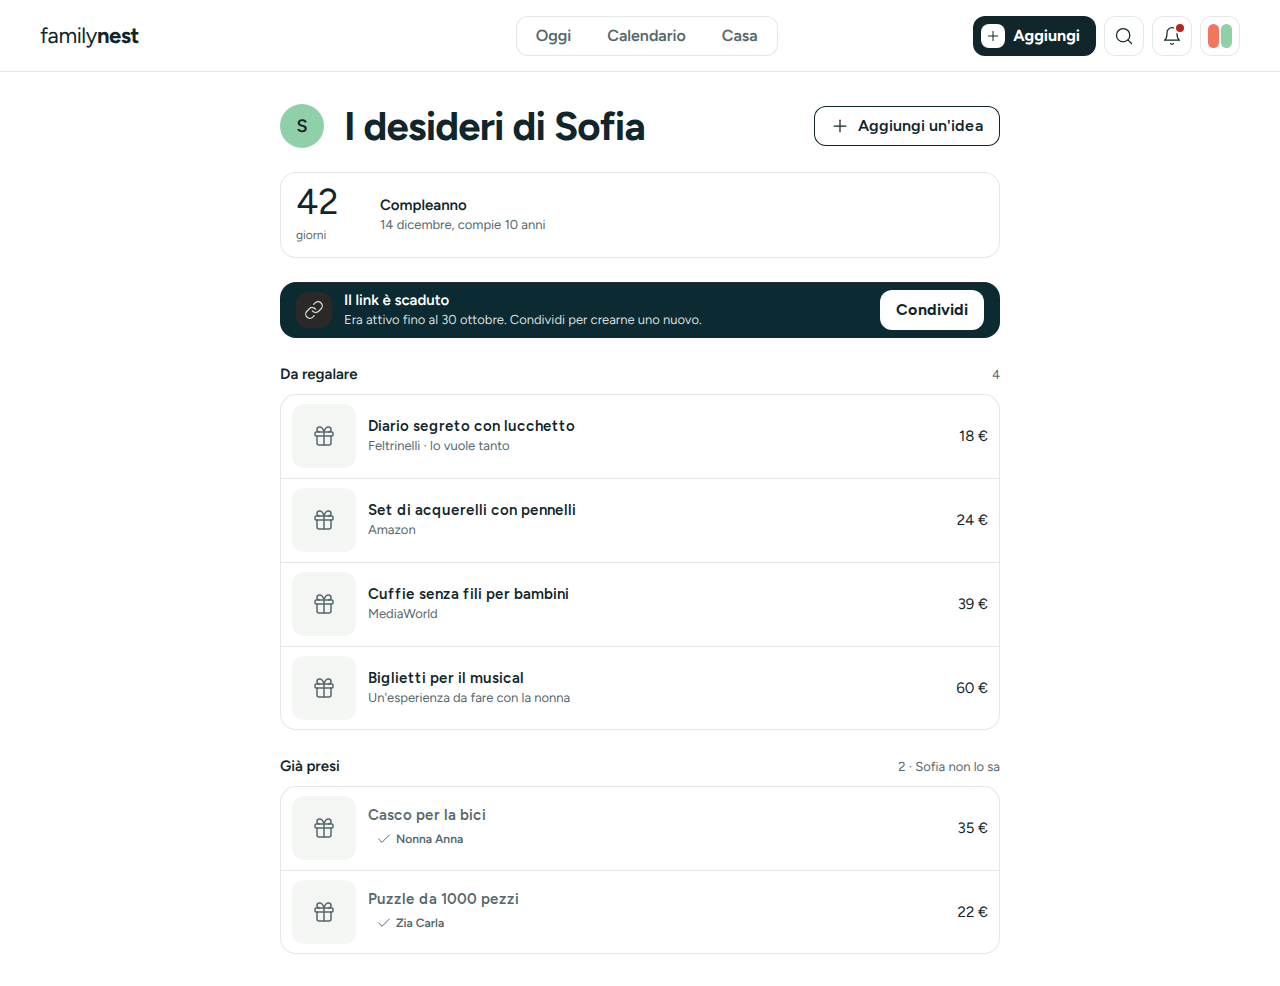 familynest
Oggi
Calendario
Casa
Aggiungi
S
I desideri di Sofia
Aggiungi un'idea
42
giorni
Compleanno
14 dicembre, compie 10 anni
Il link è scaduto
Era attivo fino al 30 ottobre. Condividi per crearne uno nuovo.
Condividi
Da regalare
4
Diario segreto con lucchetto
Feltrinelli · lo vuole tanto
18 €
Set di acquerelli con pennelli
Amazon
24 €
Cuffie senza fili per bambini
MediaWorld
39 €
Biglietti per il musical
Un'esperienza da fare con la nonna
60 €
Già presi
2 · Sofia non lo sa
Casco per la bici
Nonna Anna
35 €
Puzzle da 1000 pezzi
Zia Carla
22 €